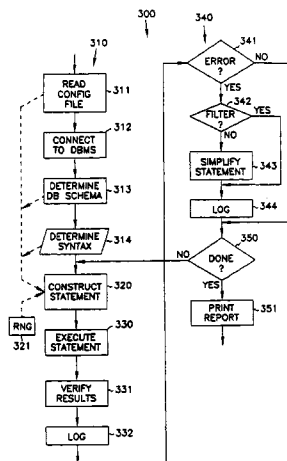 300
310
READ
CONFIG
FILE
311
CONNECT
TO DBMS
312
DETERMINE
DB SCHEMA
313
DETERMINE
SYNTAX
314
CONSTRUCT
STATEMENT
320
RNG
321
EXECUTE
STATEMENT
330
VERIFY
RESULTS
331
LOG
332
340
ERROR
?
341
NO
YES
FILTER
?
342
YES
NO
SIMPLIFY
STATEMENT
343
LOG
344
DONE
?
350
NO
YES
PRINT
REPORT
351